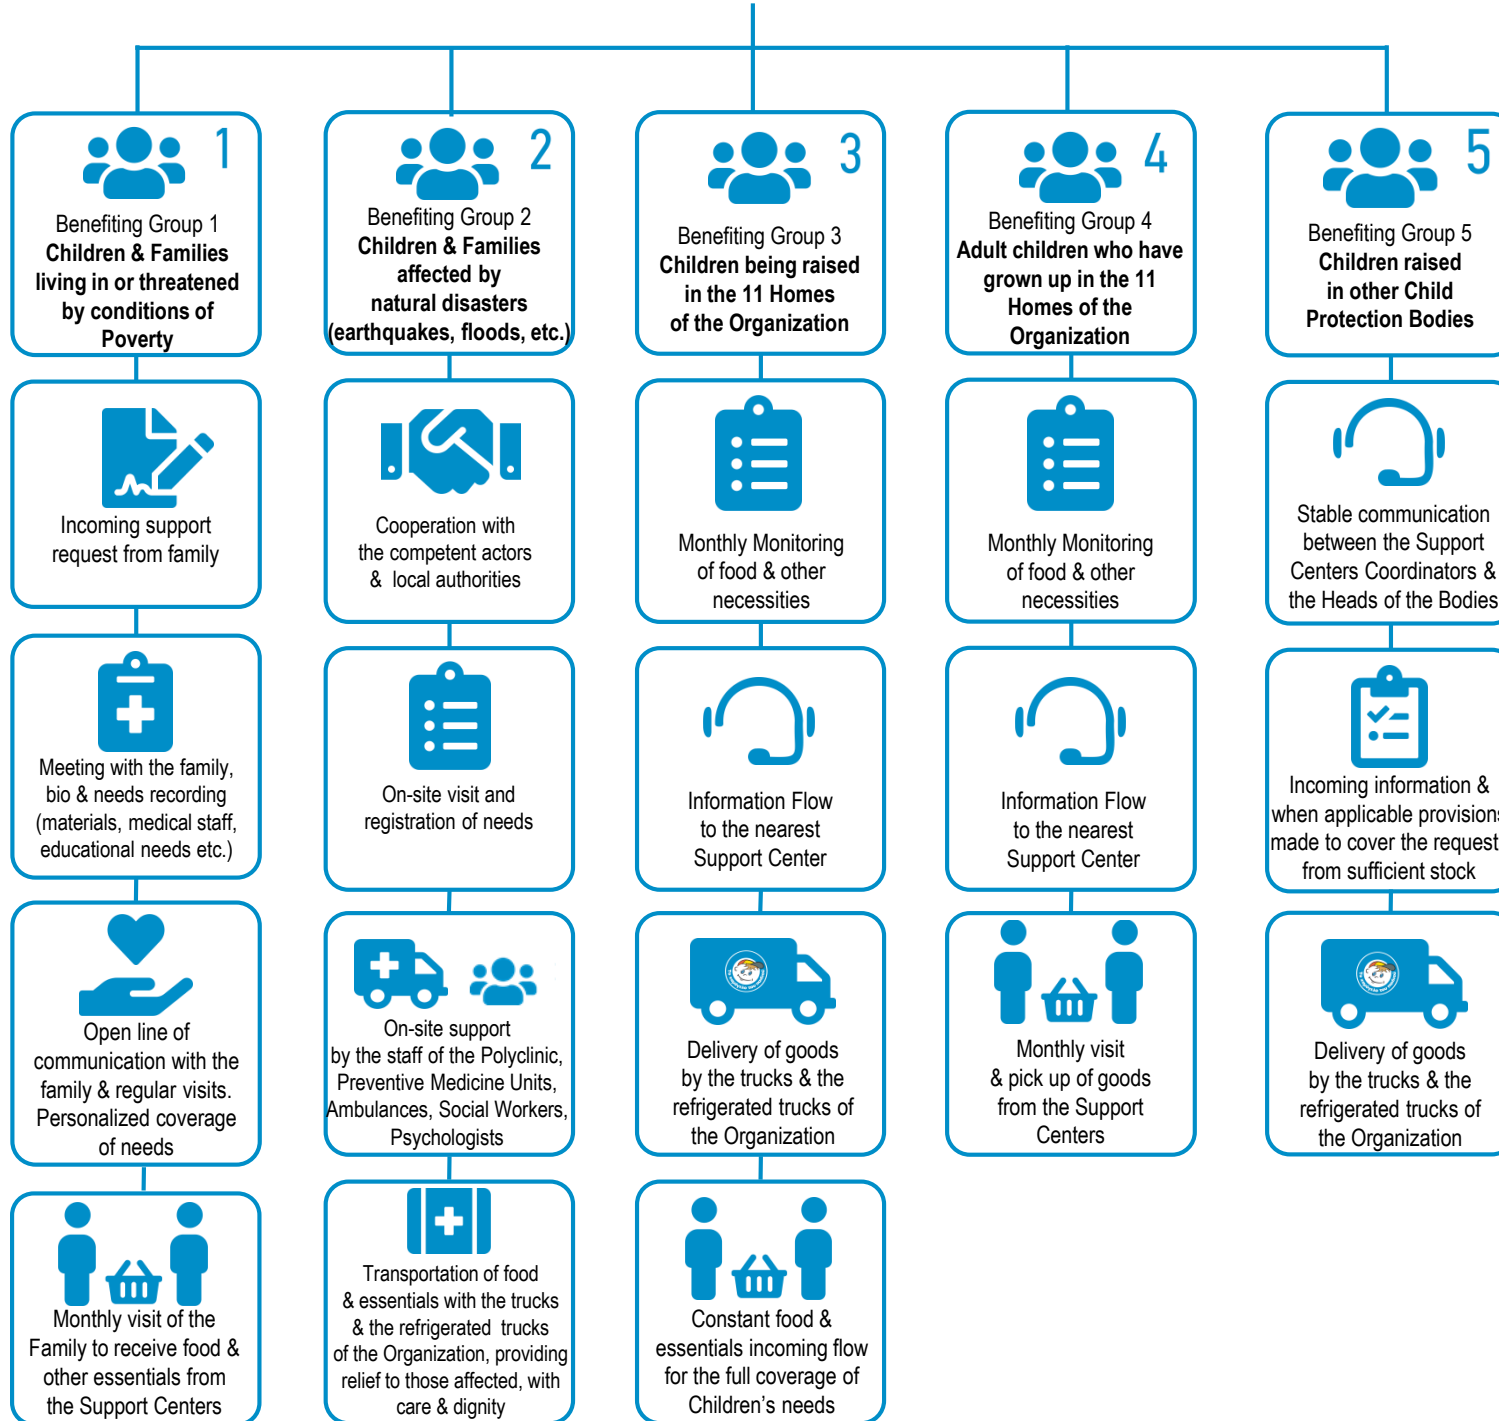 1
Benefiting Group 1
Children & Families
living in or threatened
by conditions of
Poverty
Incoming support
request from family
Meeting with the family,
bio & needs recording
(materials, medical staff,
educational needs etc.)
Open line of
communication with the
family & regular visits.
Personalized coverage
of needs
Monthly visit of the
Family to receive food &
other essentials from
the Support Centers
2
Benefiting Group 2
Children & Families
affected by
natural disasters
(earthquakes, floods, etc.)
Cooperation with
the competent actors
& local authorities
On-site visit and
registration of needs
On-site support
by the staff of the Polyclinic,
Preventive Medicine Units,
Ambulances, Social Workers,
Psychologists
Transportation of food
& essentials with the trucks
& the refrigerated trucks
of the Organization, providing
relief to those affected, with
care & dignity
3
Benefiting Group 3
Children being raised
in the 11 Homes
of the Organization
Monthly Monitoring
of food & other
necessities
Information Flow
to the nearest
Support Center
Delivery of goods
by the trucks & the
refrigerated trucks of
the Organization
Constant food &
essentials incoming flow
for the full coverage of
Children's needs
4
Benefiting Group 4
Adult children who have
grown up in the 11
Homes of the
Organization
Monthly Monitoring
of food & other
necessities
Information Flow
to the nearest
Support Center
Monthly visit
& pick up of goods
from the Support
Centers
5
Benefiting Group 5
Children raised
in other Child
Protection Bodies
Stable communication
between the Support
Centers Coordinators &
the Heads of the Bodies
Incoming information &
when applicable provisions
made to cover the request
from sufficient stock
Delivery of goods
by the trucks & the
refrigerated trucks of
the Organization